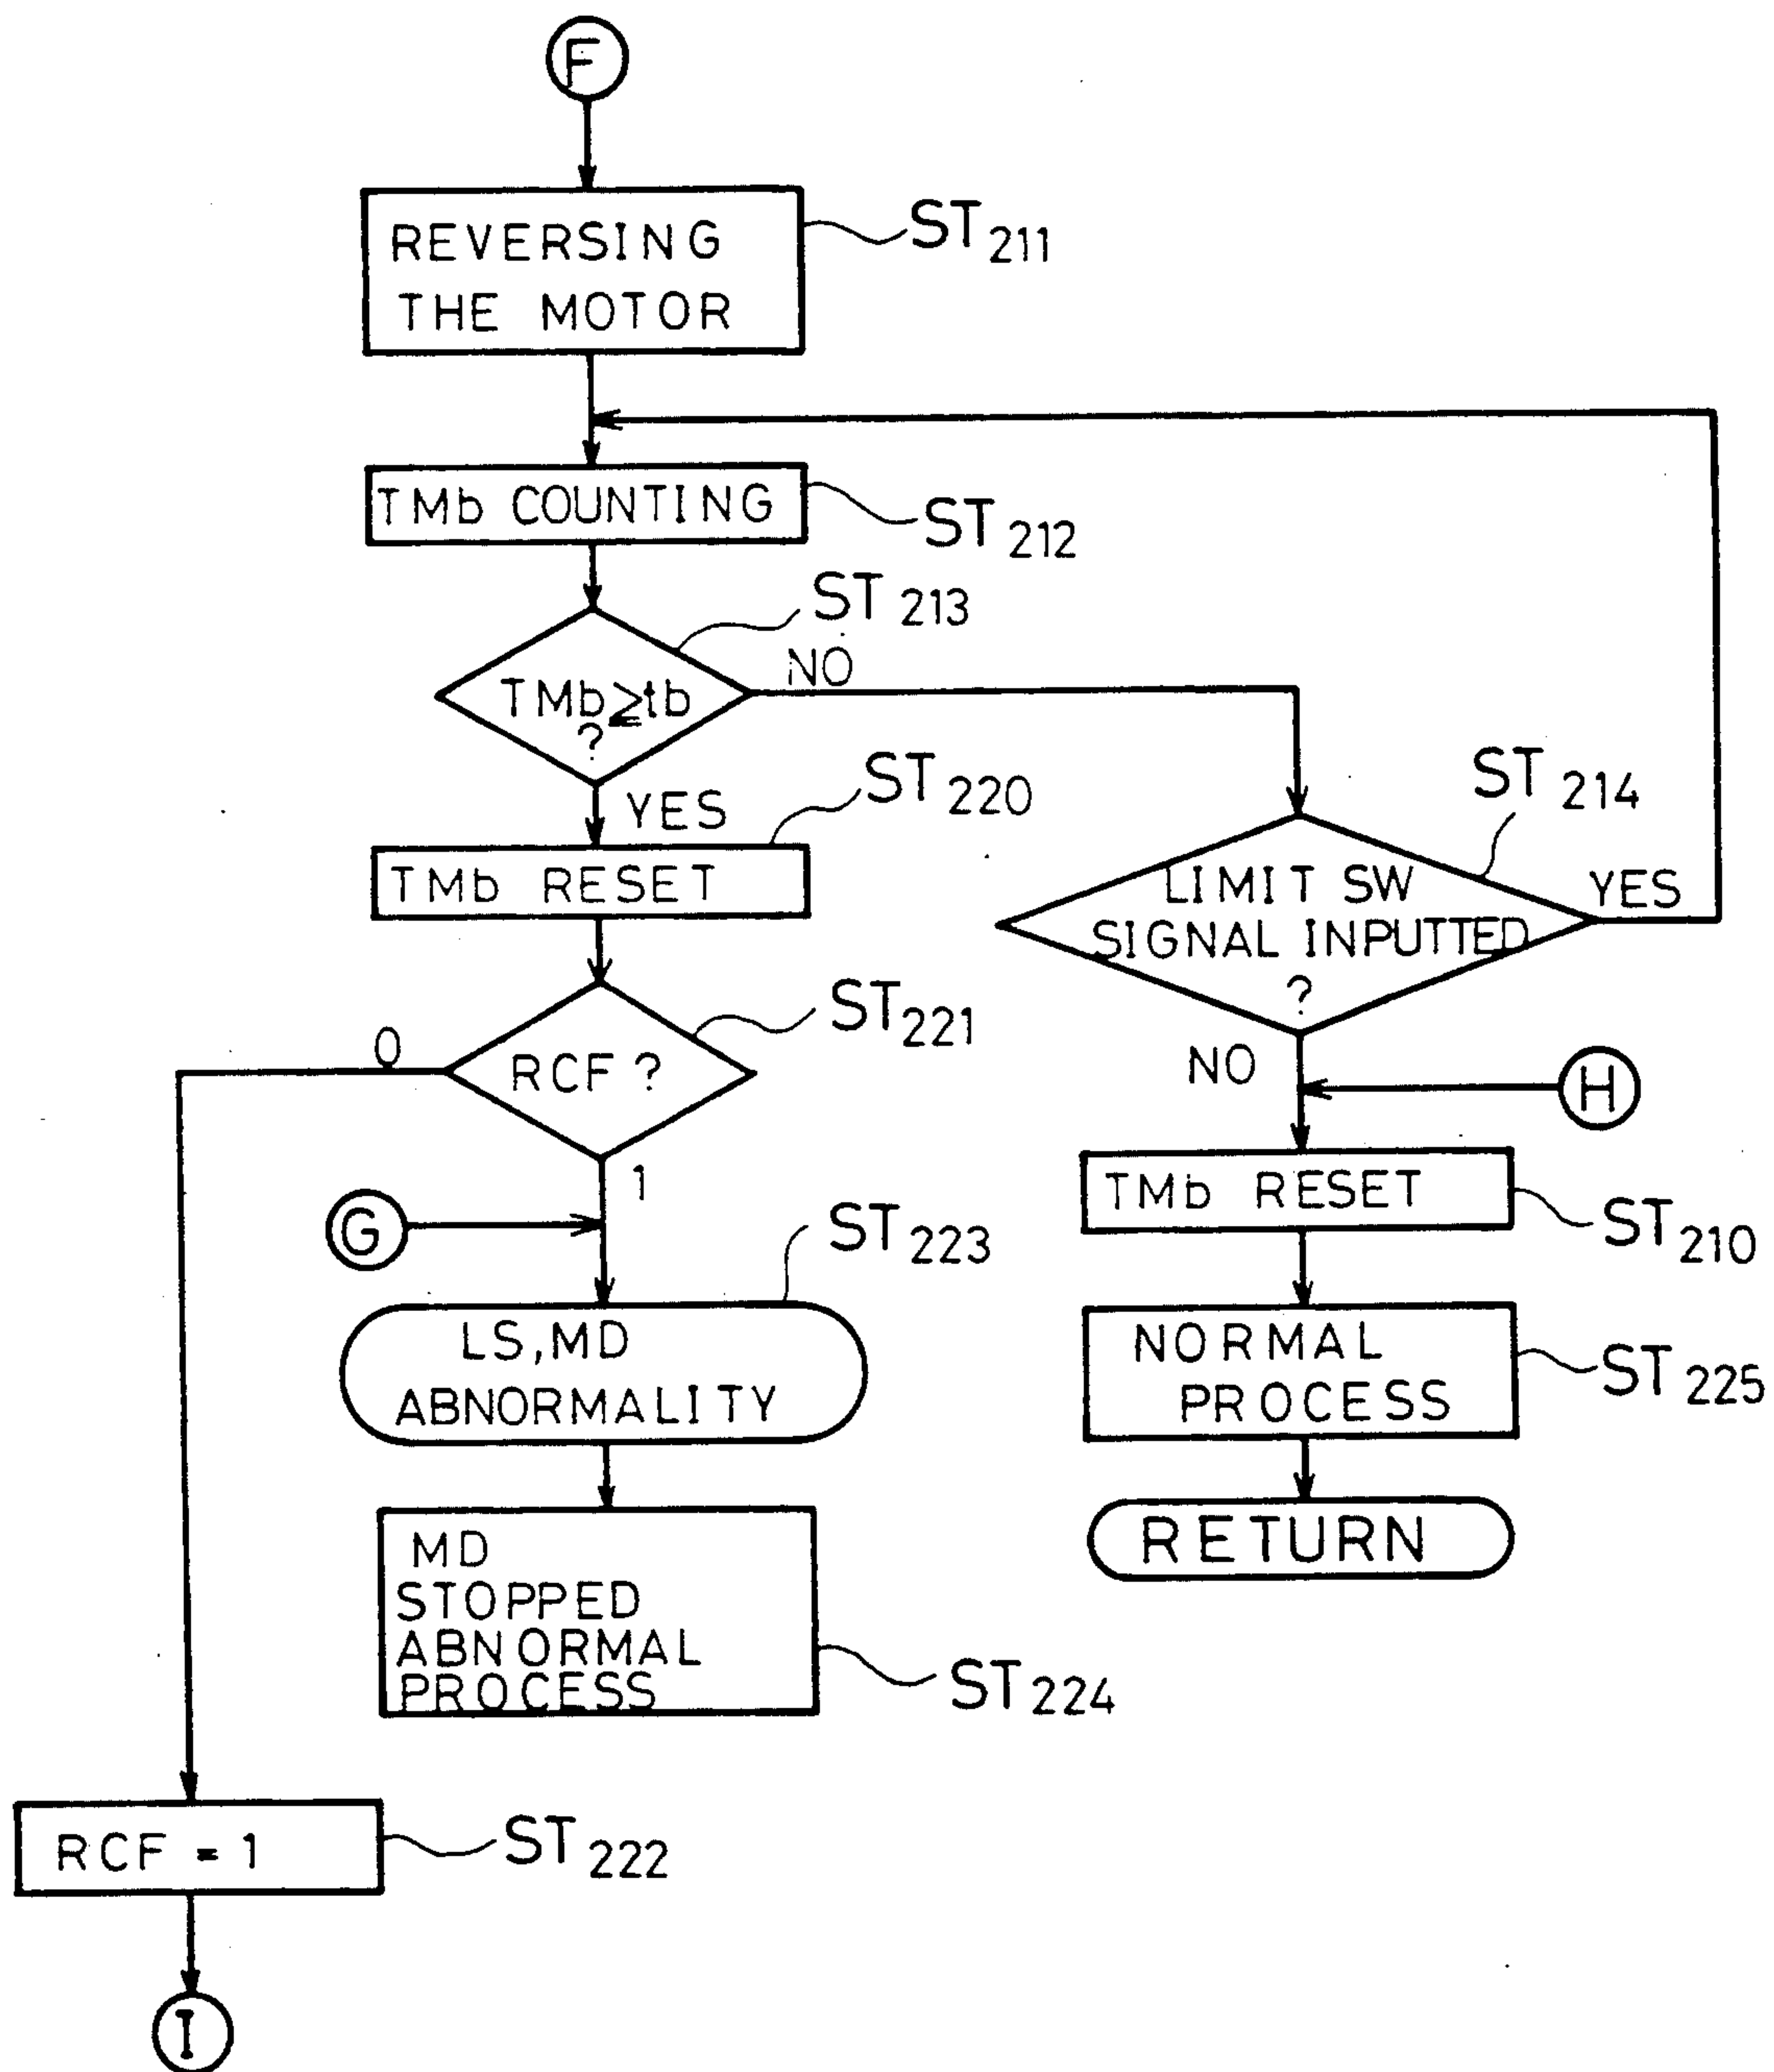 F
REVERSING
THE MOTOR
ST211
TMb COUNTING
ST212
ST213
TMb≧tb
?
NO
YES
ST220
TMb RESET
ST214
LIMIT SW
SIGNAL INPUTTED
?
YES
NO
H
ST221
RCF ?
0
1
G
ST223
LS,MD
ABNORMALITY
TMb RESET
ST210
NORMAL
PROCESS
ST225
RETURN
MD
STOPPED
ABNORMAL
PROCESS
ST224
RCF = 1
ST222
I